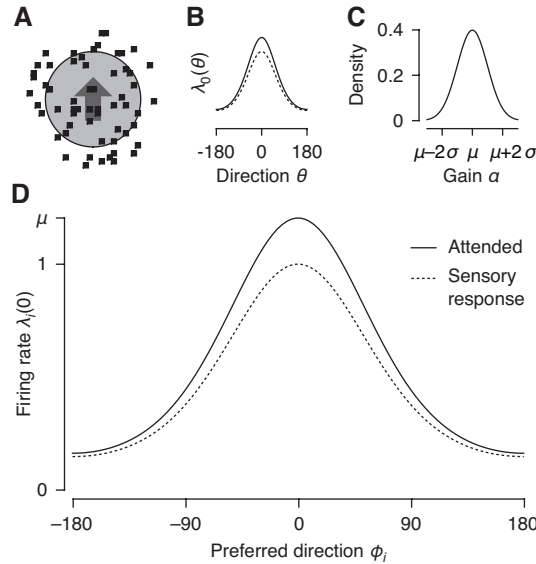 A
B
λ₀(θ)
-180 0 180
Direction θ
C
Density
0.4
0.2
0
μ−2σ μ μ+2σ
Gain α
D
Firing rate λᵢ(0)
μ
1
0
Attended
Sensory
response
−180 −90 0 90 180
Preferred direction ϕᵢ